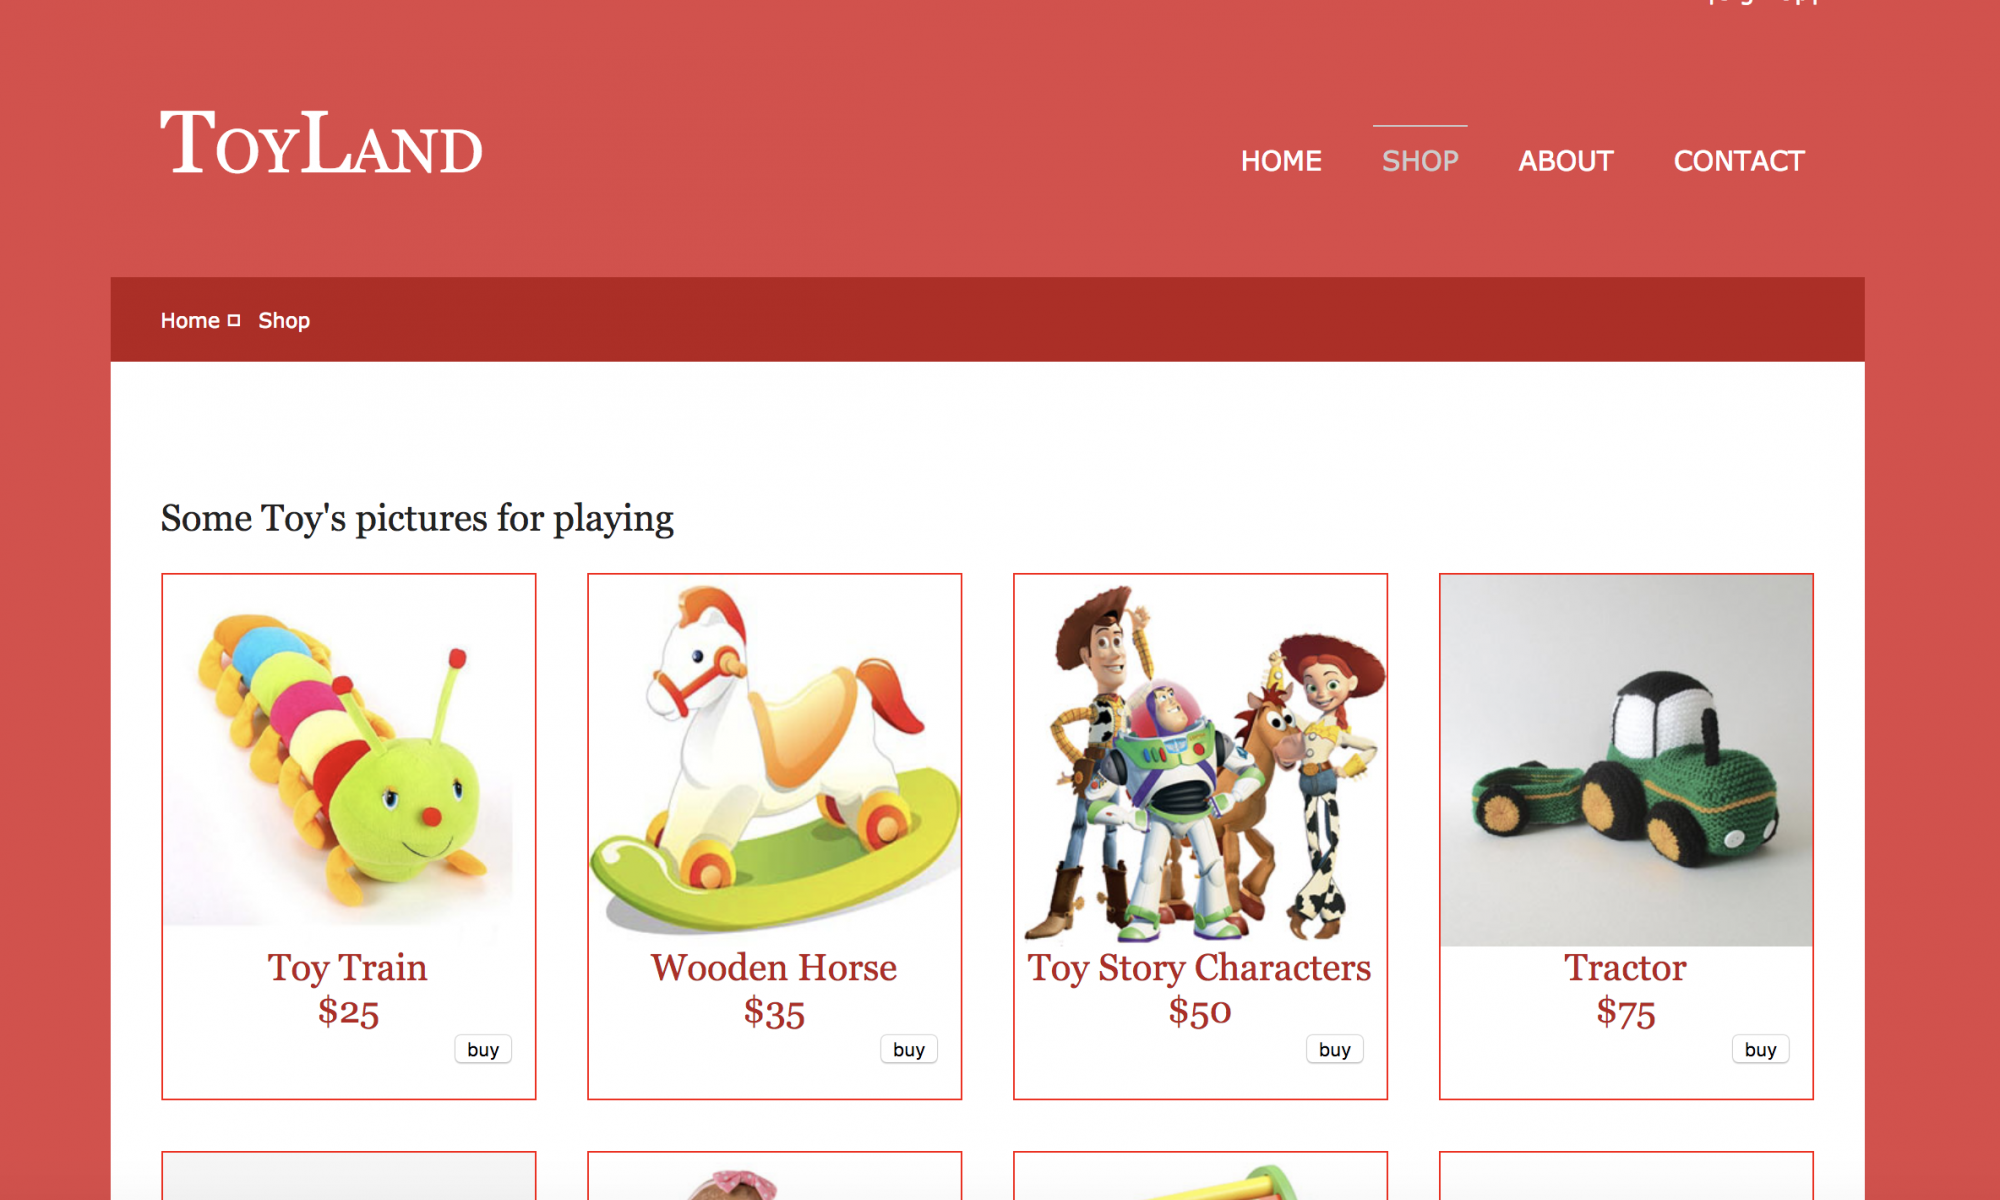 ToyLand
HOME SHOP ABOUT CONTACT
Home Shop
Some Toy's pictures for playing
Toy Train
$25
buy
Wooden Horse
$35
buy
Toy Story Characters
$50
buy
Tractor
$75
buy